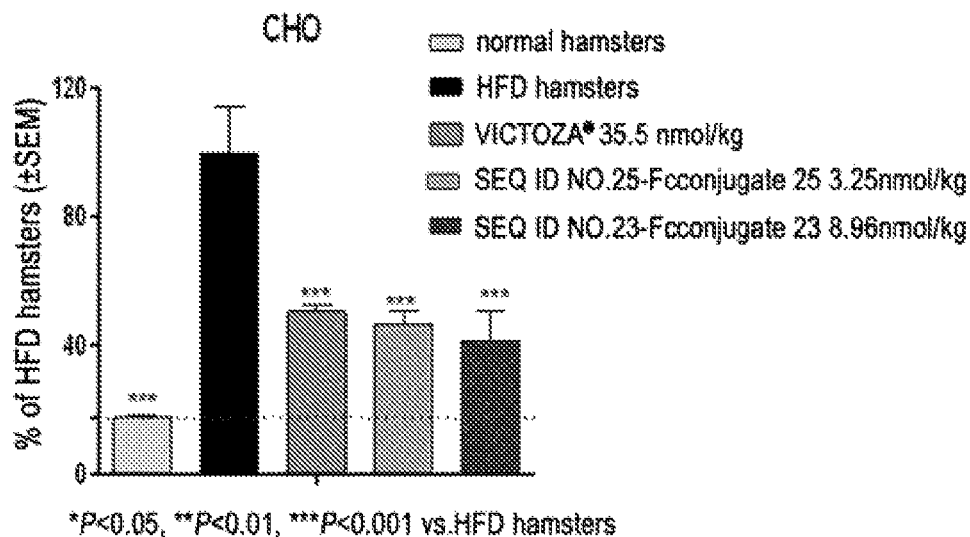 CHO
normal hamsters
HFD hamsters
VICTOZA® 35.5 nmol/kg
SEQ ID NO.25-Fcconjugate 25 3.25nmol/kg
SEQ ID NO.23-Fcconjugate 23 8.96nmol/kg
% of HFD hamsters (±SEM)
120
80
40
0
***
***
***
***
*P<0.05, **P<0.01, ***P<0.001 vs.HFD hamsters